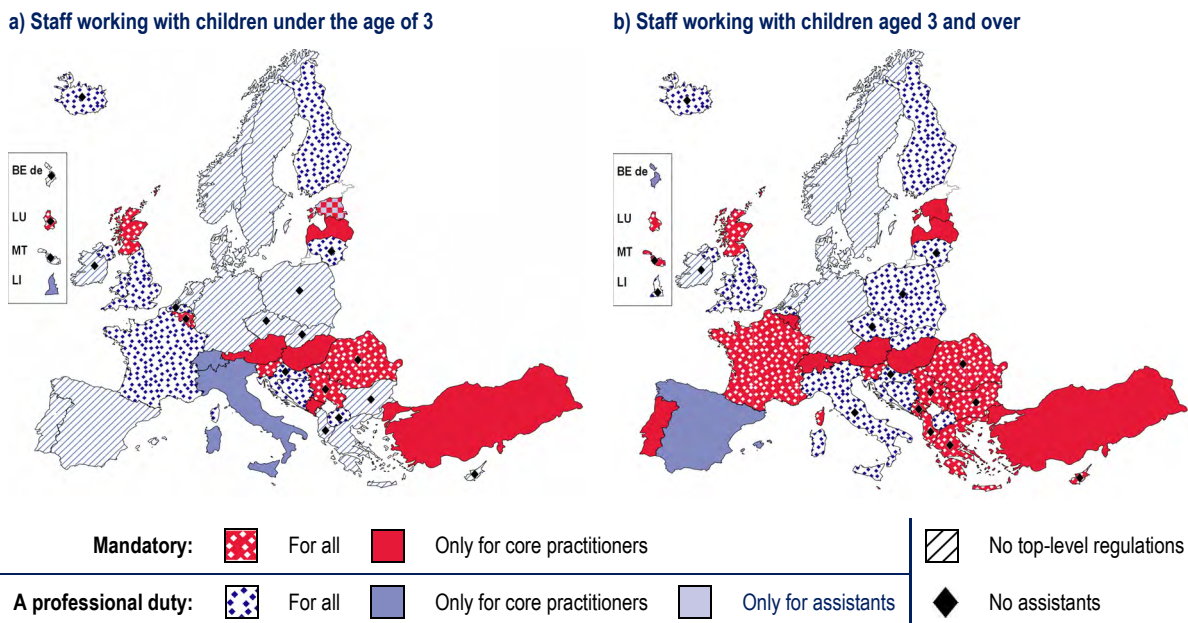 a) Staff working with children under the age of 3
b) Staff working with children aged 3 and over
BE de
LU
MT
LI
BE de
LU
MT
LI
Mandatory: For all Only for core practitioners No top-level regulations
A professional duty: For all Only for core practitioners Only for assistants No assistants